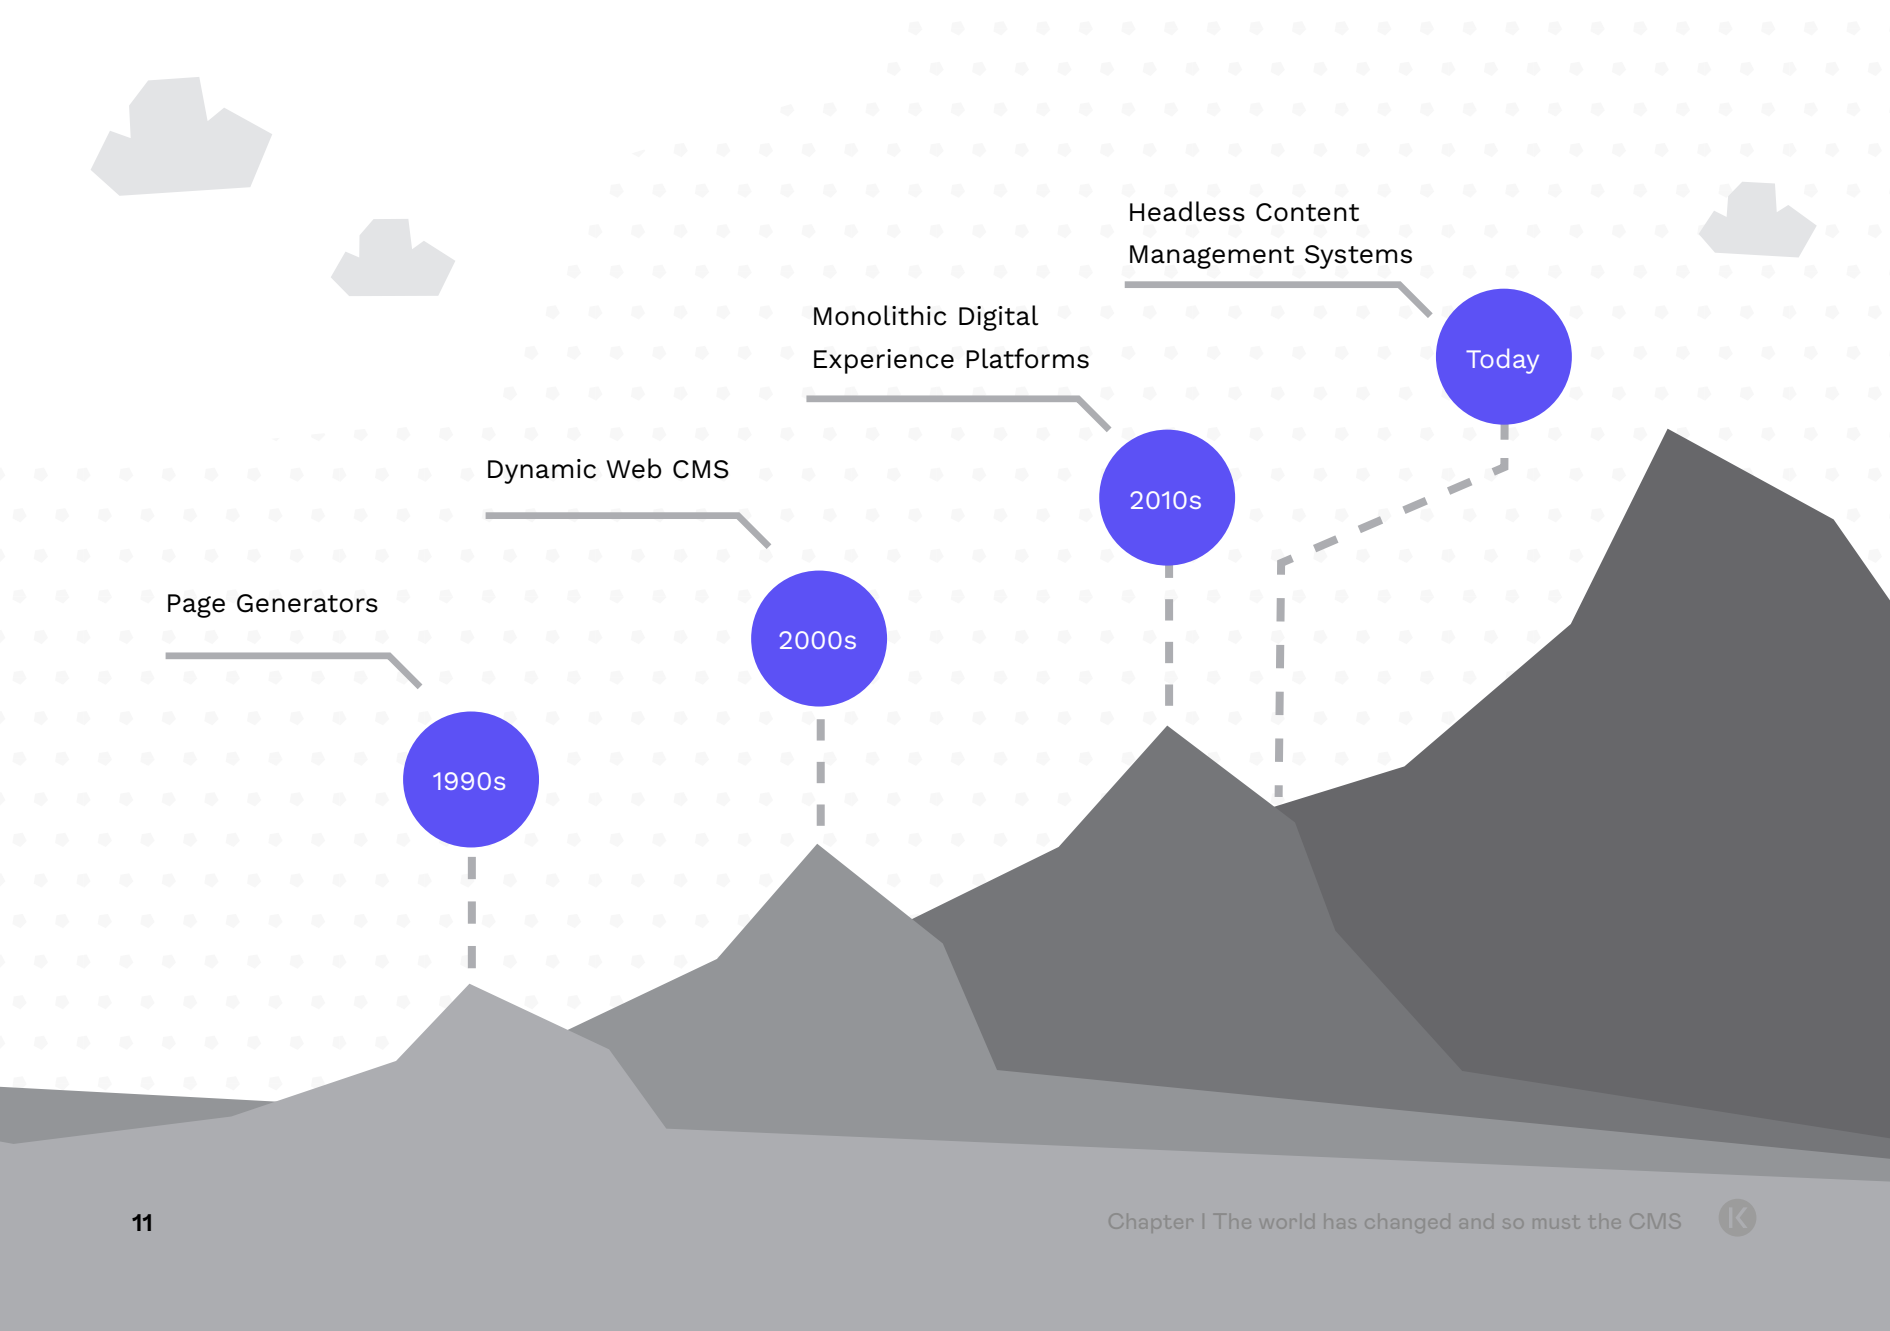 Headless Content
Management Systems
Today
Monolithic Digital
Experience Platforms
2010s
Dynamic Web CMS
2000s
Page Generators
1990s
11
Chapter I The world has changed and so must the CMS